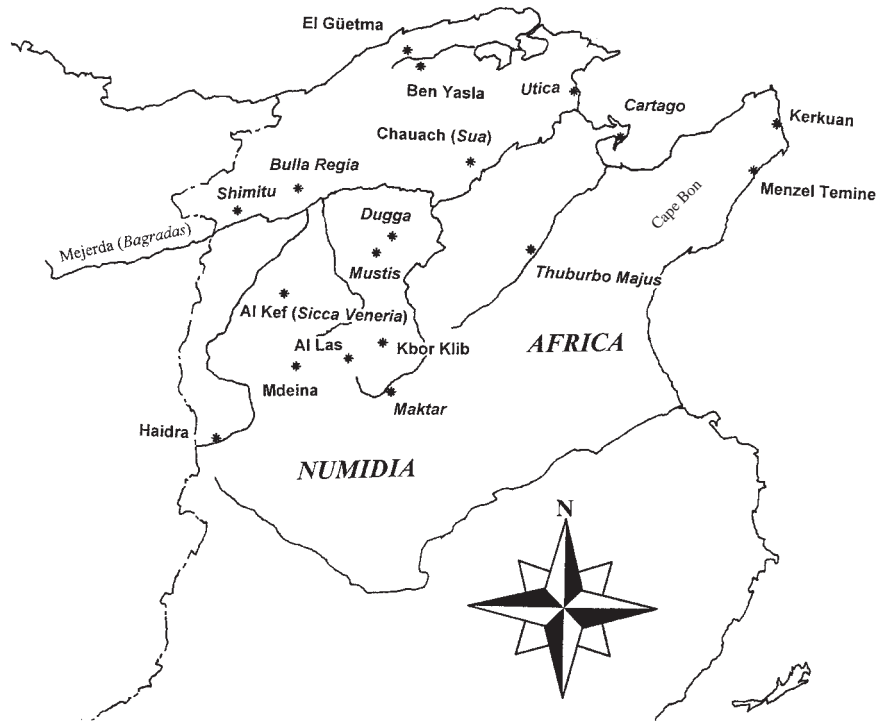 El Güetma
Ben Yasla
Utica
Cartago
Kerkuan
Chauach (Sua)
Bulla Regia
Menzel Temine
Shimitu
Cape Bon
Dugga
Mejerda (Bagradas)
Mustis
Thuburbo Majus
Al Kef (Sicca Veneria)
Al Las
Kbor Klib
AFRICA
Mdeina
Maktar
Haidra
NUMIDIA
N